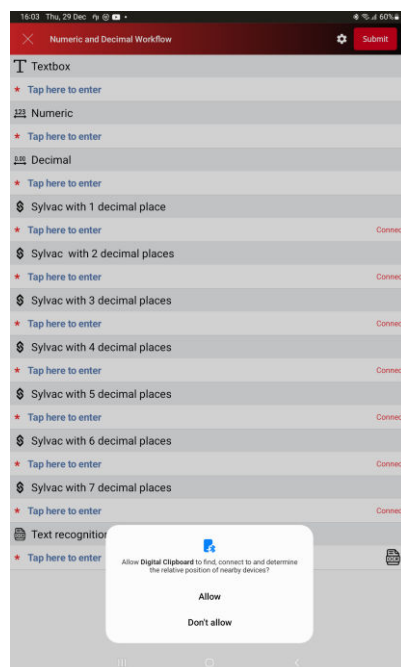 16:03 Thu, 29 Dec
60%
Numeric and Decimal Workflow
Submit
Textbox
* Tap here to enter
123 Numeric
* Tap here to enter
0.00 Decimal
* Tap here to enter
Sylvac with 1 decimal place
* Tap here to enter Connec
Sylvac with 2 decimal places
* Tap here to enter Connec
Sylvac with 3 decimal places
* Tap here to enter Connec
Sylvac with 4 decimal places
* Tap here to enter Connec
Sylvac with 5 decimal places
* Tap here to enter Connec
Sylvac with 6 decimal places
* Tap here to enter Connec
Sylvac with 7 decimal places
* Tap here to enter Connec
Text recognition
* Tap here to enter
Allow Digital Clipboard to find, connect to and determine
the relative position of nearby devices?
Allow
Don't allow